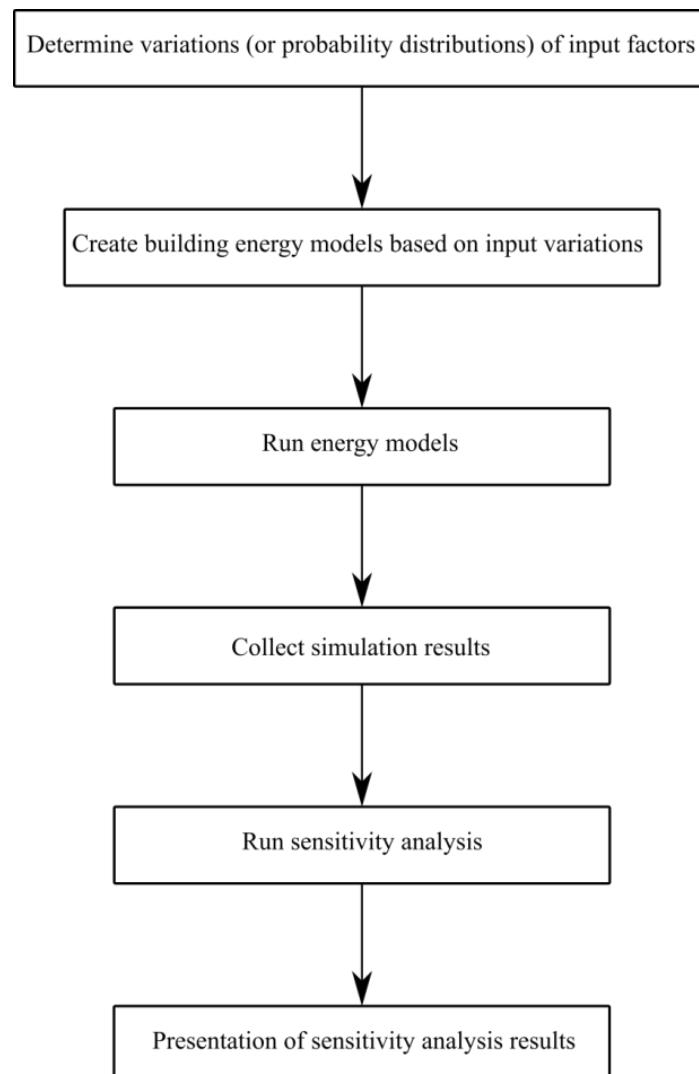 Determine variations (or probability distributions) of input factors
Create building energy models based on input variations
Run energy models
Collect simulation results
Run sensitivity analysis
Presentation of sensitivity analysis results